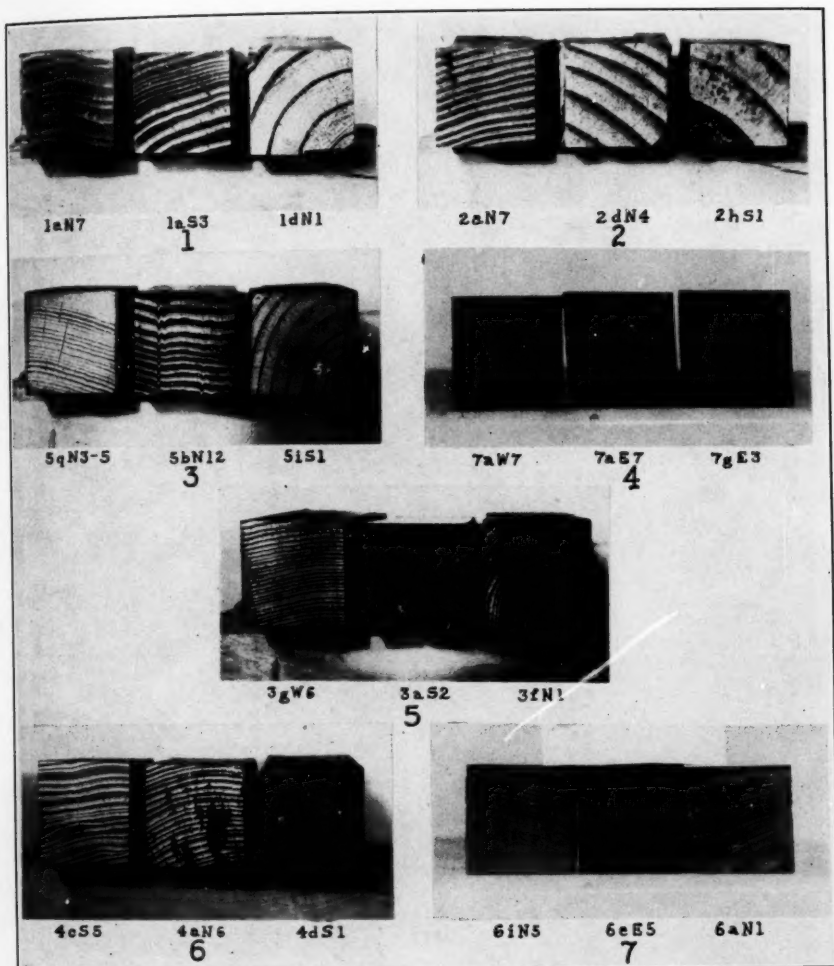 1aN7 1aS3 1dN1
1
2aN7 2dN4 2hS1
2
5qN3-5 5bN12 5iS1
3
7aW7 7aE7 7gE3
4
3gW6 3aS2 3fN1
5
4cS5 4aN6 4dS1
6
6iN5 6eE5 6aN1
7